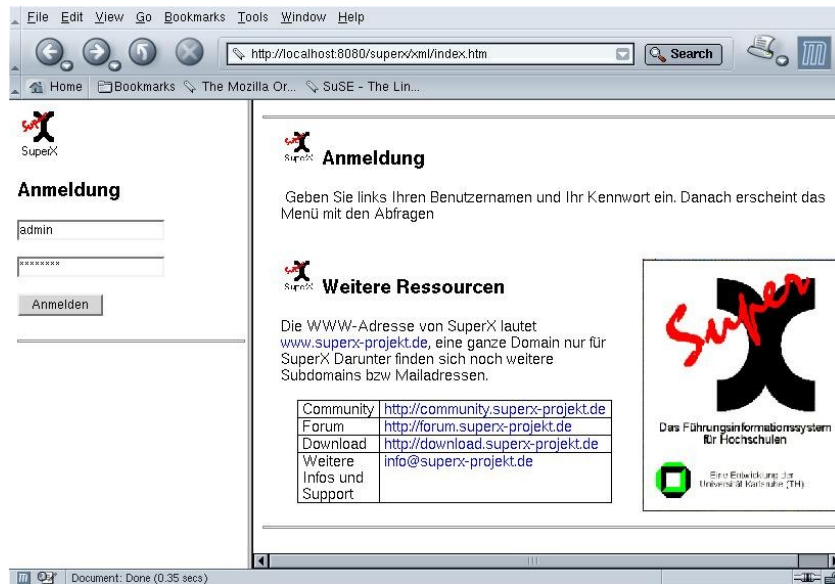 File Edit View Go Bookmarks Tools Window Help
http://localhost:8080/superx/xml/index.htm
Search
Home Bookmarks The Mozilla Or... SuSE - The Lin...
SuperX
Anmeldung
admin
********
Anmelden
SuperX Anmeldung
Geben Sie links Ihren Benutzernamen und Ihr Kennwort ein. Danach erscheint das
Menü mit den Abfragen
SuperX Weitere Ressourcen
Die WWW-Adresse von SuperX lautet
www.superx-projekt.de, eine ganze Domain nur für
SuperX Darunter finden sich noch weitere
Subdomains bzw Mailadressen.
Community http://community.superx-projekt.de
Forum http://forum.superx-projekt.de
Download http://download.superx-projekt.de
Weitere info@superx-projekt.de
Infos und
Support
Super X
Das Führungsinformationssystem
für Hochschulen
Eine Entwicklung der
Universität Karlsruhe (TH)
Document: Done (0.35 secs)